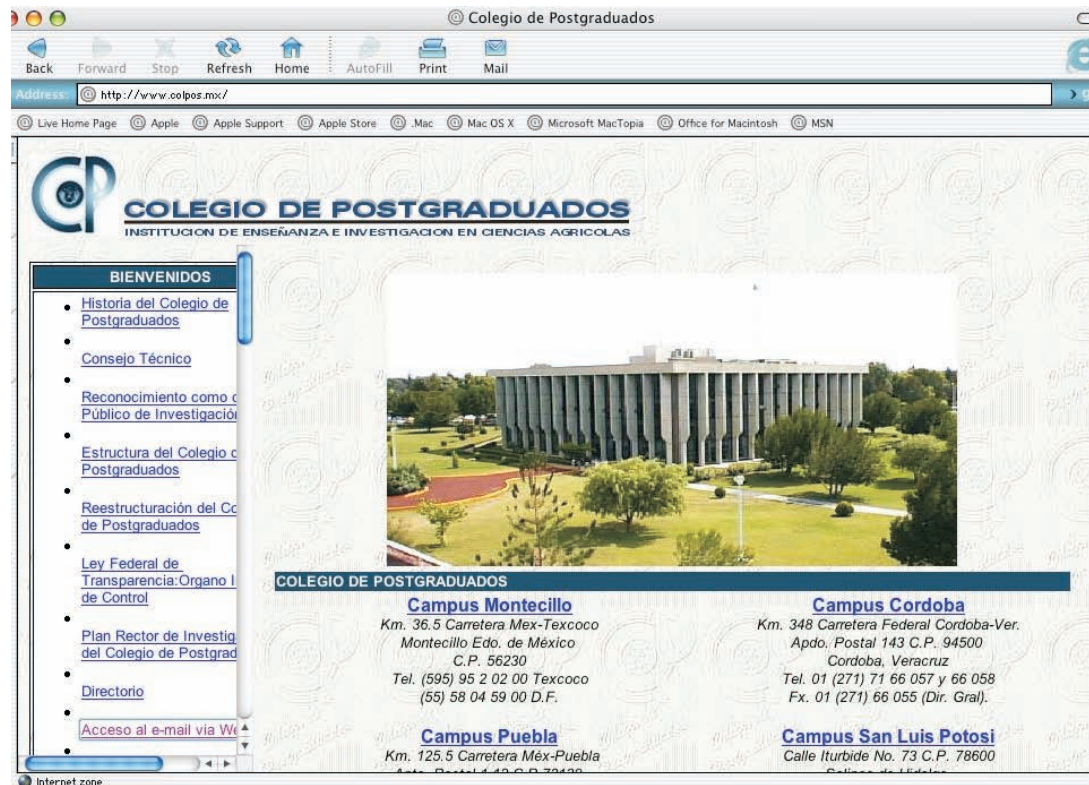 Colegio de Postgraduados
Back Forward Stop Refresh Home AutoFill Print Mail
Address: http://www.colpos.mx/
Live Home Page Apple Apple Support Apple Store .Mac Mac OS X Microsoft MacTopia Office for Macintosh MSN
CP
COLEGIO DE POSTGRADUADOS
INSTITUCION DE ENSEñANZA E INVESTIGACION EN CIENCIAS AGRICOLAS
BIENVENIDOS
Historia del Colegio de
Postgraduados
Consejo Técnico
Reconocimiento como
Público de
Estructura del Colegio
Postgraduados
Reestructuración del
de Postgraduados
Ley Federal de
Transparencia:Organo
de Control
Plan Rector de
del Colegio de
Directorio
Acceso al e-mail via
COLEGIO DE POSTGRADUADOS
Campus Montecillo
Km. 36.5 Carretera Mex-Texcoco
Montecillo Edo. de México
C.P. 56230
Tel. (595) 95 2 02 00 Texcoco
(55) 58 04 59 00 D.F.
Campus Cordoba
Km. 348 Carretera Federal Cordoba-Ver.
Apdo. Postal 143 C.P. 94500
Cordoba, Veracruz
Tel. 01 (271) 71 66 057 y 66 058
Fx. 01 (271) 66 055 (Dir. Gral).
Campus Puebla
Km. 125.5 Carretera Méx-Puebla
Campus San Luis Potosi
Calle Iturbide No. 73 C.P. 78600
Internet zone